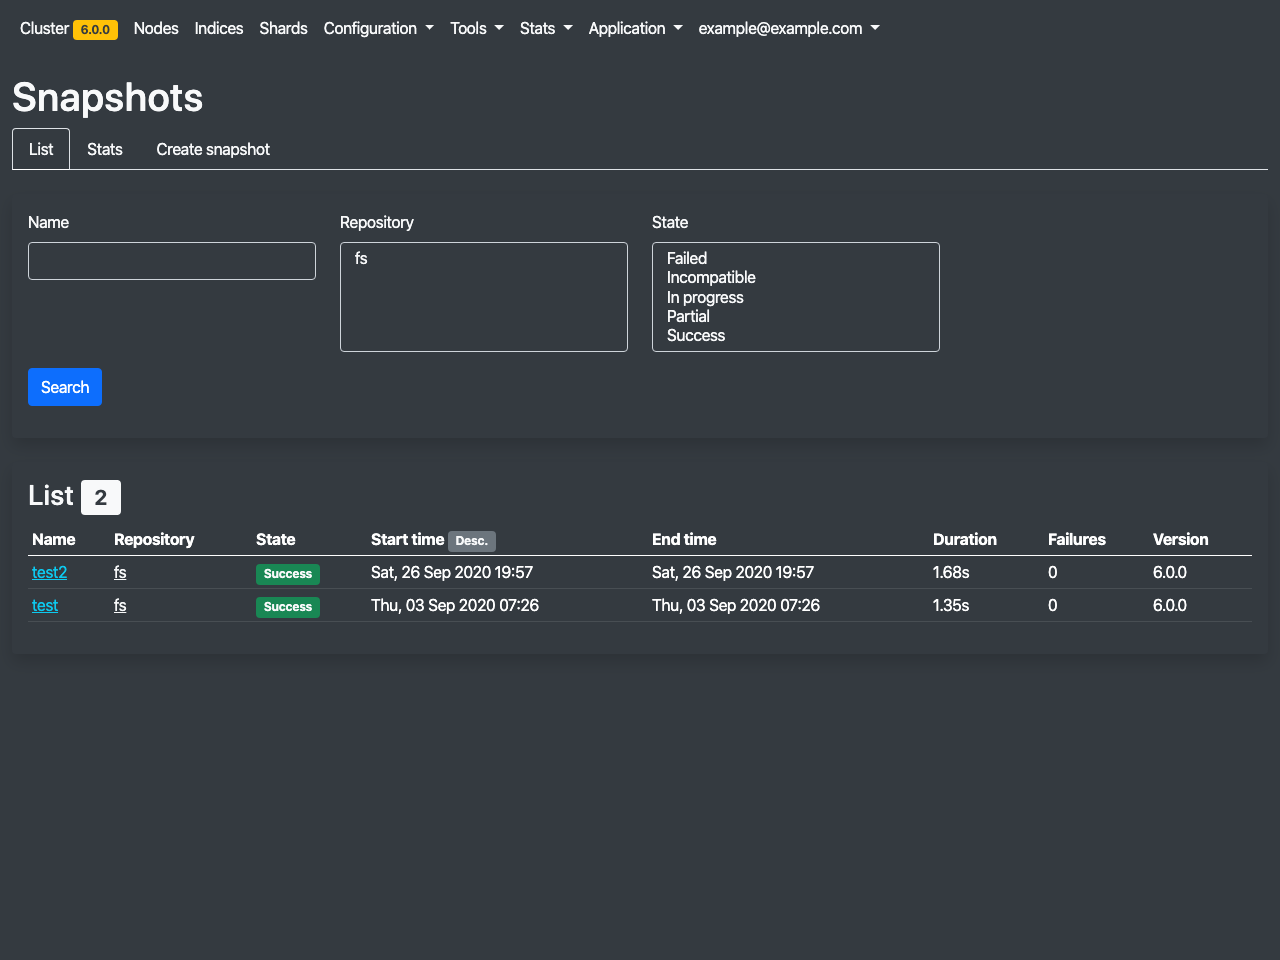 Cluster 6.0.0 Nodes Indices Shards Configuration Tools Stats Application example@example.com
Snapshots
List Stats Create snapshot
Name Repository State
fs
Failed
Incompatible
In progress
Partial
Success
Search
List 2
Name Repository State Start time Desc. End time Duration Failures Version
test2 fs Success Sat, 26 Sep 2020 19:57 Sat, 26 Sep 2020 19:57 1.68s 0 6.0.0
test fs Success Thu, 03 Sep 2020 07:26 Thu, 03 Sep 2020 07:26 1.35s 0 6.0.0